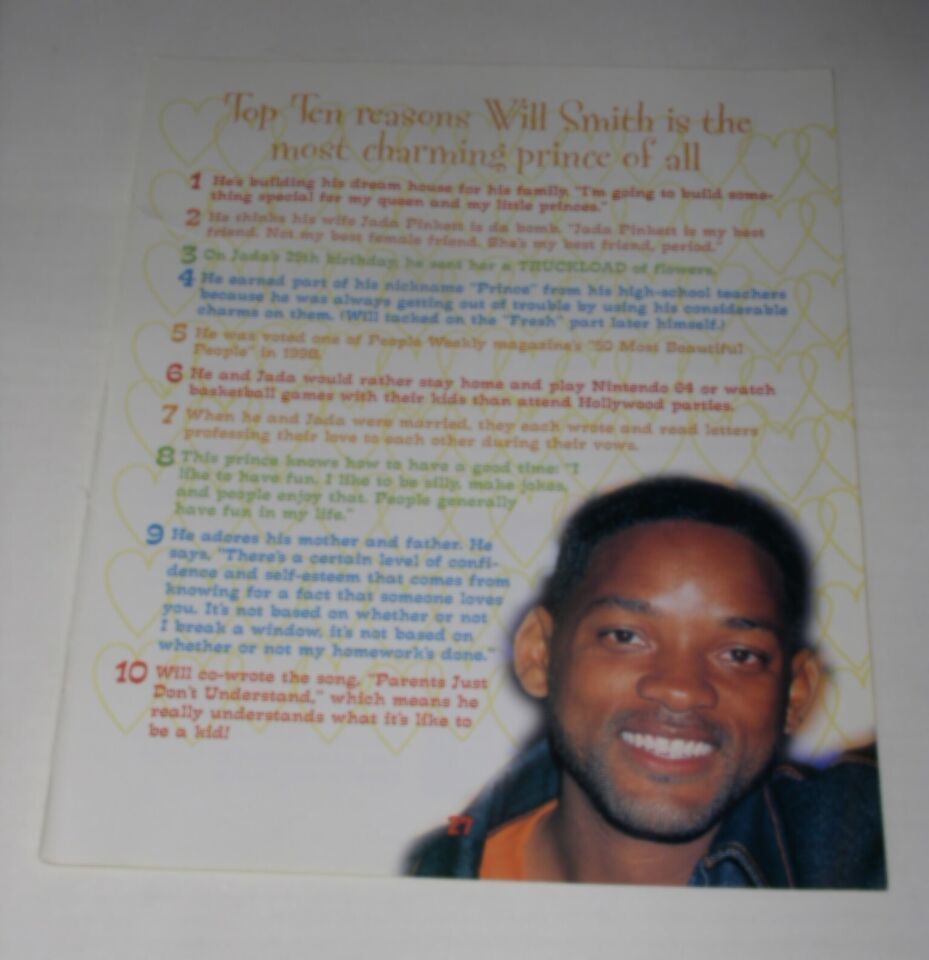 Top Ten reasons Will Smith is the
most charming prince of all
1 He's building his dream house for his family. "I'm going to build some-
thing special for my queen and my little princes."
2 He thinks his wife Jada Pinkett is da bomb. "Jada Pinkett is my best
friend. Not my best female friend. She's my best friend, period."
3 On Jada's birthday, he sent her a TRUCKLOAD of flowers.
4 He earned part of his nickname "Prince" from his high-school teachers
because he was always getting out of trouble by using his considerable
charms on them. (Will tacked on the "Fresh" part later himself.)
5 He was voted one of People Weekly magazine's "50 Most Beautiful
People" in 1998.
6 He and Jada would rather stay home and play Nintendo 64 or watch
basketball games with their kids than attend Hollywood parties.
7 When he and Jada were married, they each wrote and read letters
professing their love to each other during their vows.
8 This prince knows how to have a good time: "I
like to have fun. I like to be silly, make jokes,
and people enjoy that. People generally
have fun in my life."
9 He adores his mother and father. He
says, "There's a certain level of confi-
dence and self-esteem that comes from
knowing for a fact that someone loves
you. It's not based on whether or not
I break a window, it's not based on
whether or not my homework's done."
10 Will co-wrote the song, "Parents Just
Don't Understand," which means he
really understands what it's like to
be a kid!
27